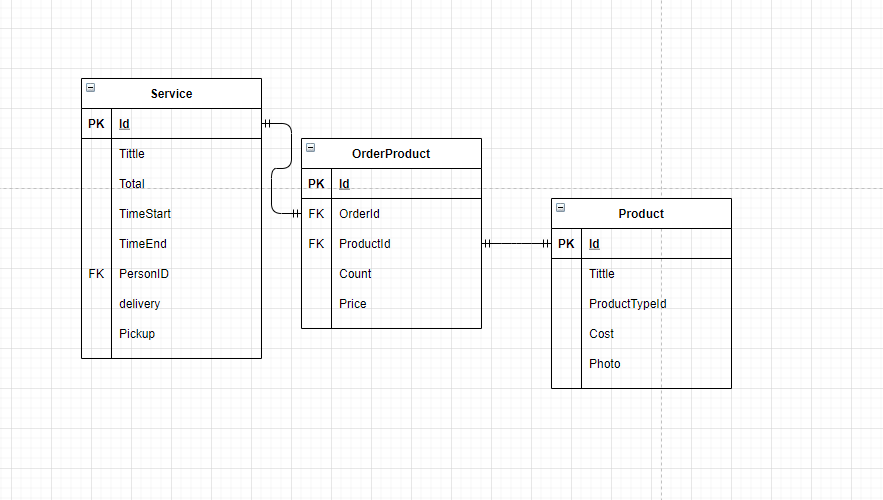 Service
PK Id
Tittle
Total
TimeStart
TimeEnd
FK PersonID
delivery
Pickup
OrderProduct
PK Id
FK OrderId
FK ProductId
Count
Price
Product
PK Id
Tittle
ProductTypeId
Cost
Photo